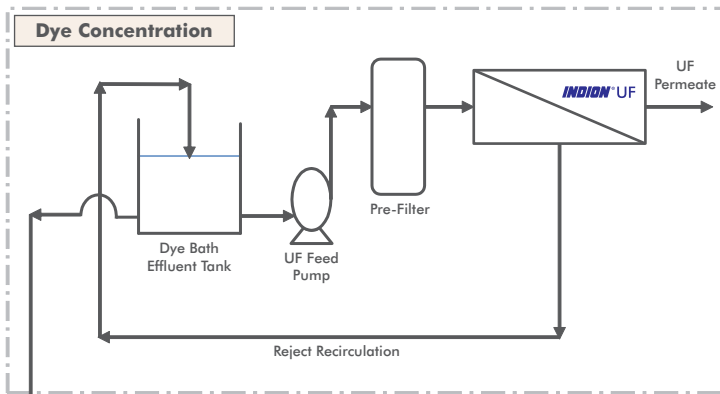 Dye Concentration
UF
Permeate
INDION® UF
Pre-Filter
Dye Bath
Effluent Tank
UF Feed
Pump
Reject Recirculation